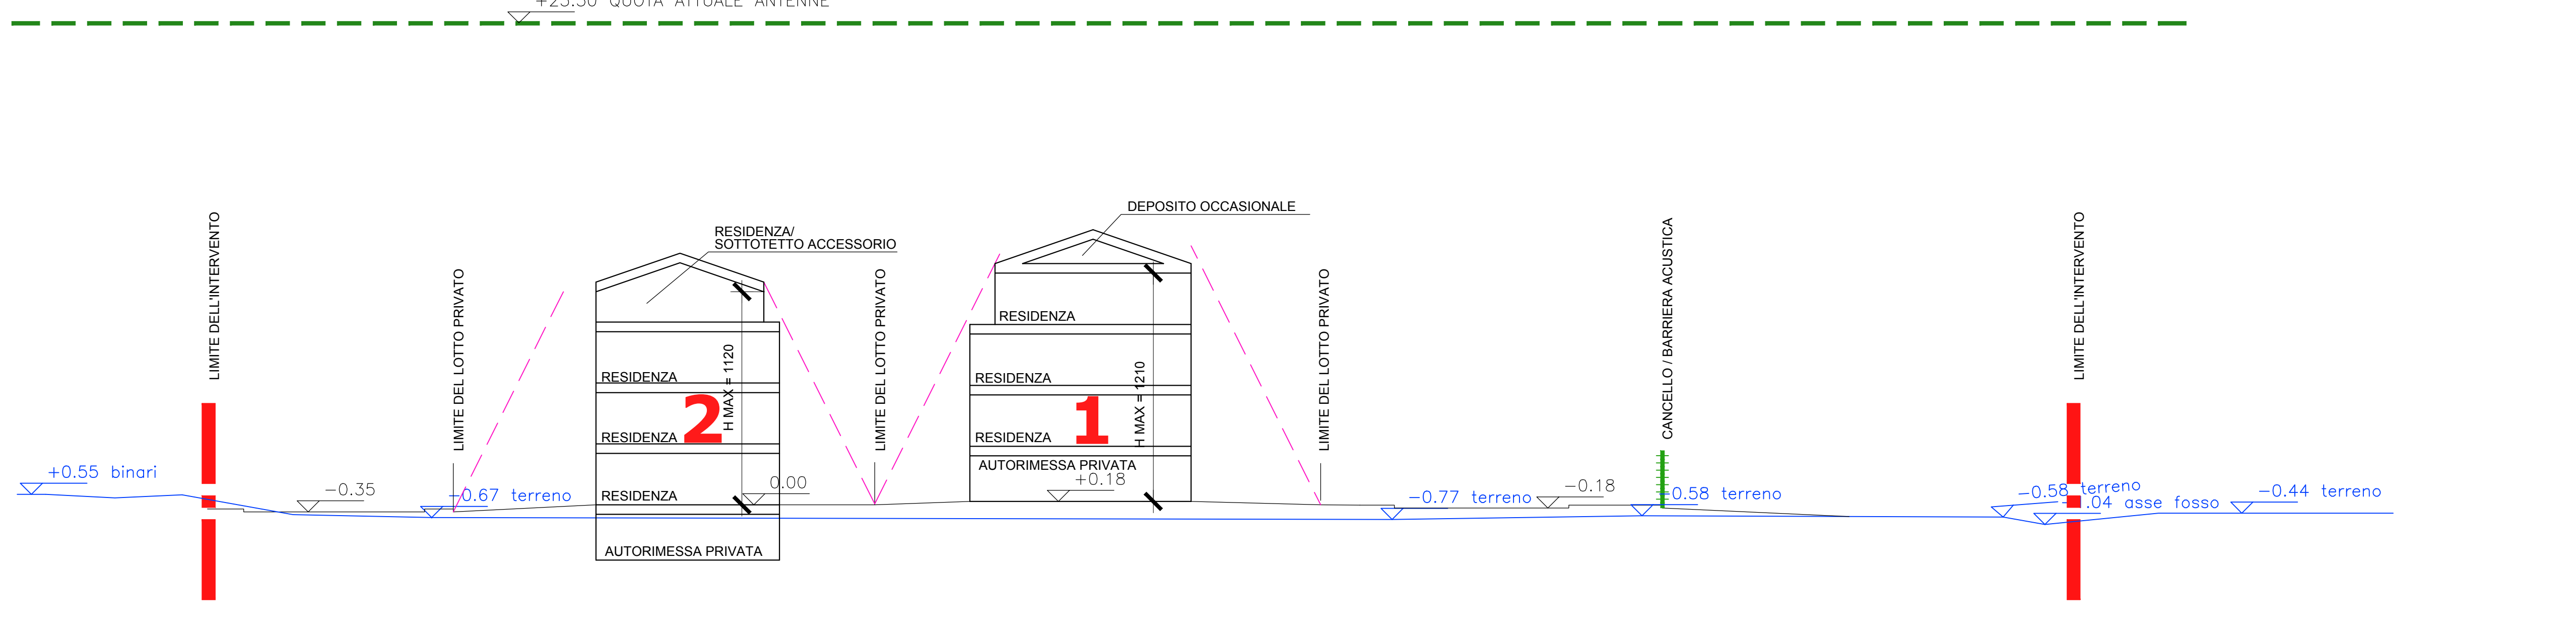 QUOTA ATTUALE ANTENNE
DEPOSITO OCCASIONALE
RESIDENZA/
SOTTOTETTO ACCESSORIO
LIMITE DELL'INTERVENTO
LIMITE DEL LOTTO PRIVATO
LIMITE DEL LOTTO PRIVATO
LIMITE DEL LOTTO PRIVATO
CANCELLO / BARRIERA ACUSTICA
LIMITE DELL'INTERVENTO
RESIDENZA
RESIDENZA
RESIDENZA
2
H MAX = 1120
RESIDENZA
AUTORIMESSA PRIVATA
RESIDENZA
RESIDENZA
1
H MAX = 1210
AUTORIMESSA PRIVATA
+0.18
+0.55 binari
-0.35
-0.67 terreno
0.00
-0.77 terreno
-0.18
-0.58 terreno
-0.58 terreno
.04 asse fosso
-0.44 terreno